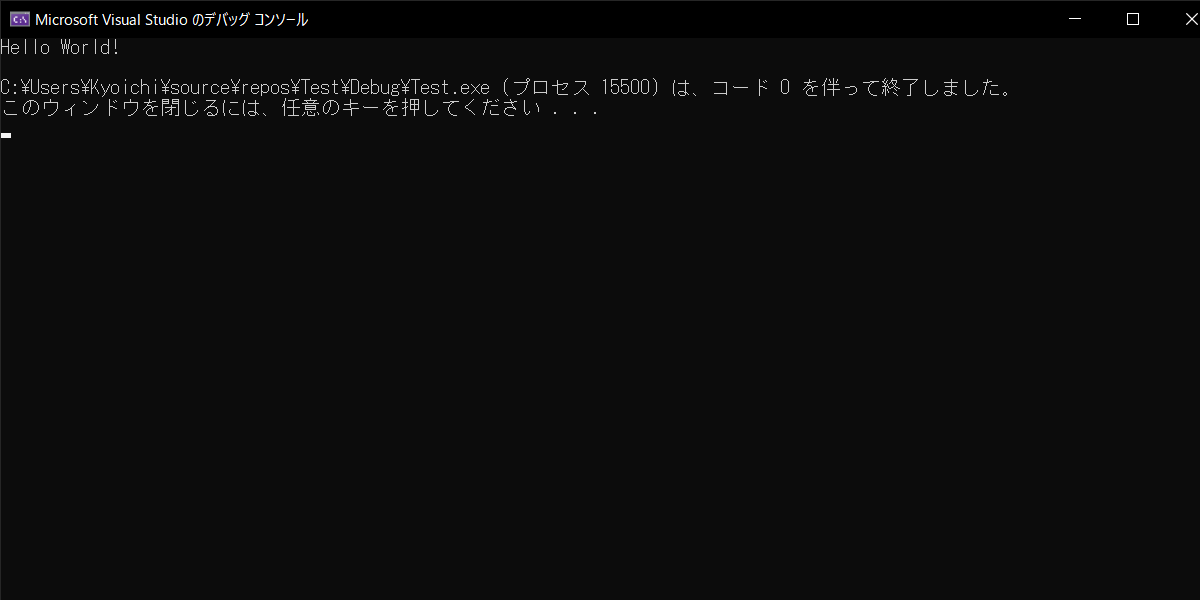 Microsoft Visual Studio のデバッグ コンソール
Hello World!
C:¥Users¥Kyoichi¥source¥repos¥Test¥Debug¥Test.exe (プロセス 15500) は、コード 0 を伴って終了しました。
このウィンドウを閉じるには、任意のキーを押してください . . .